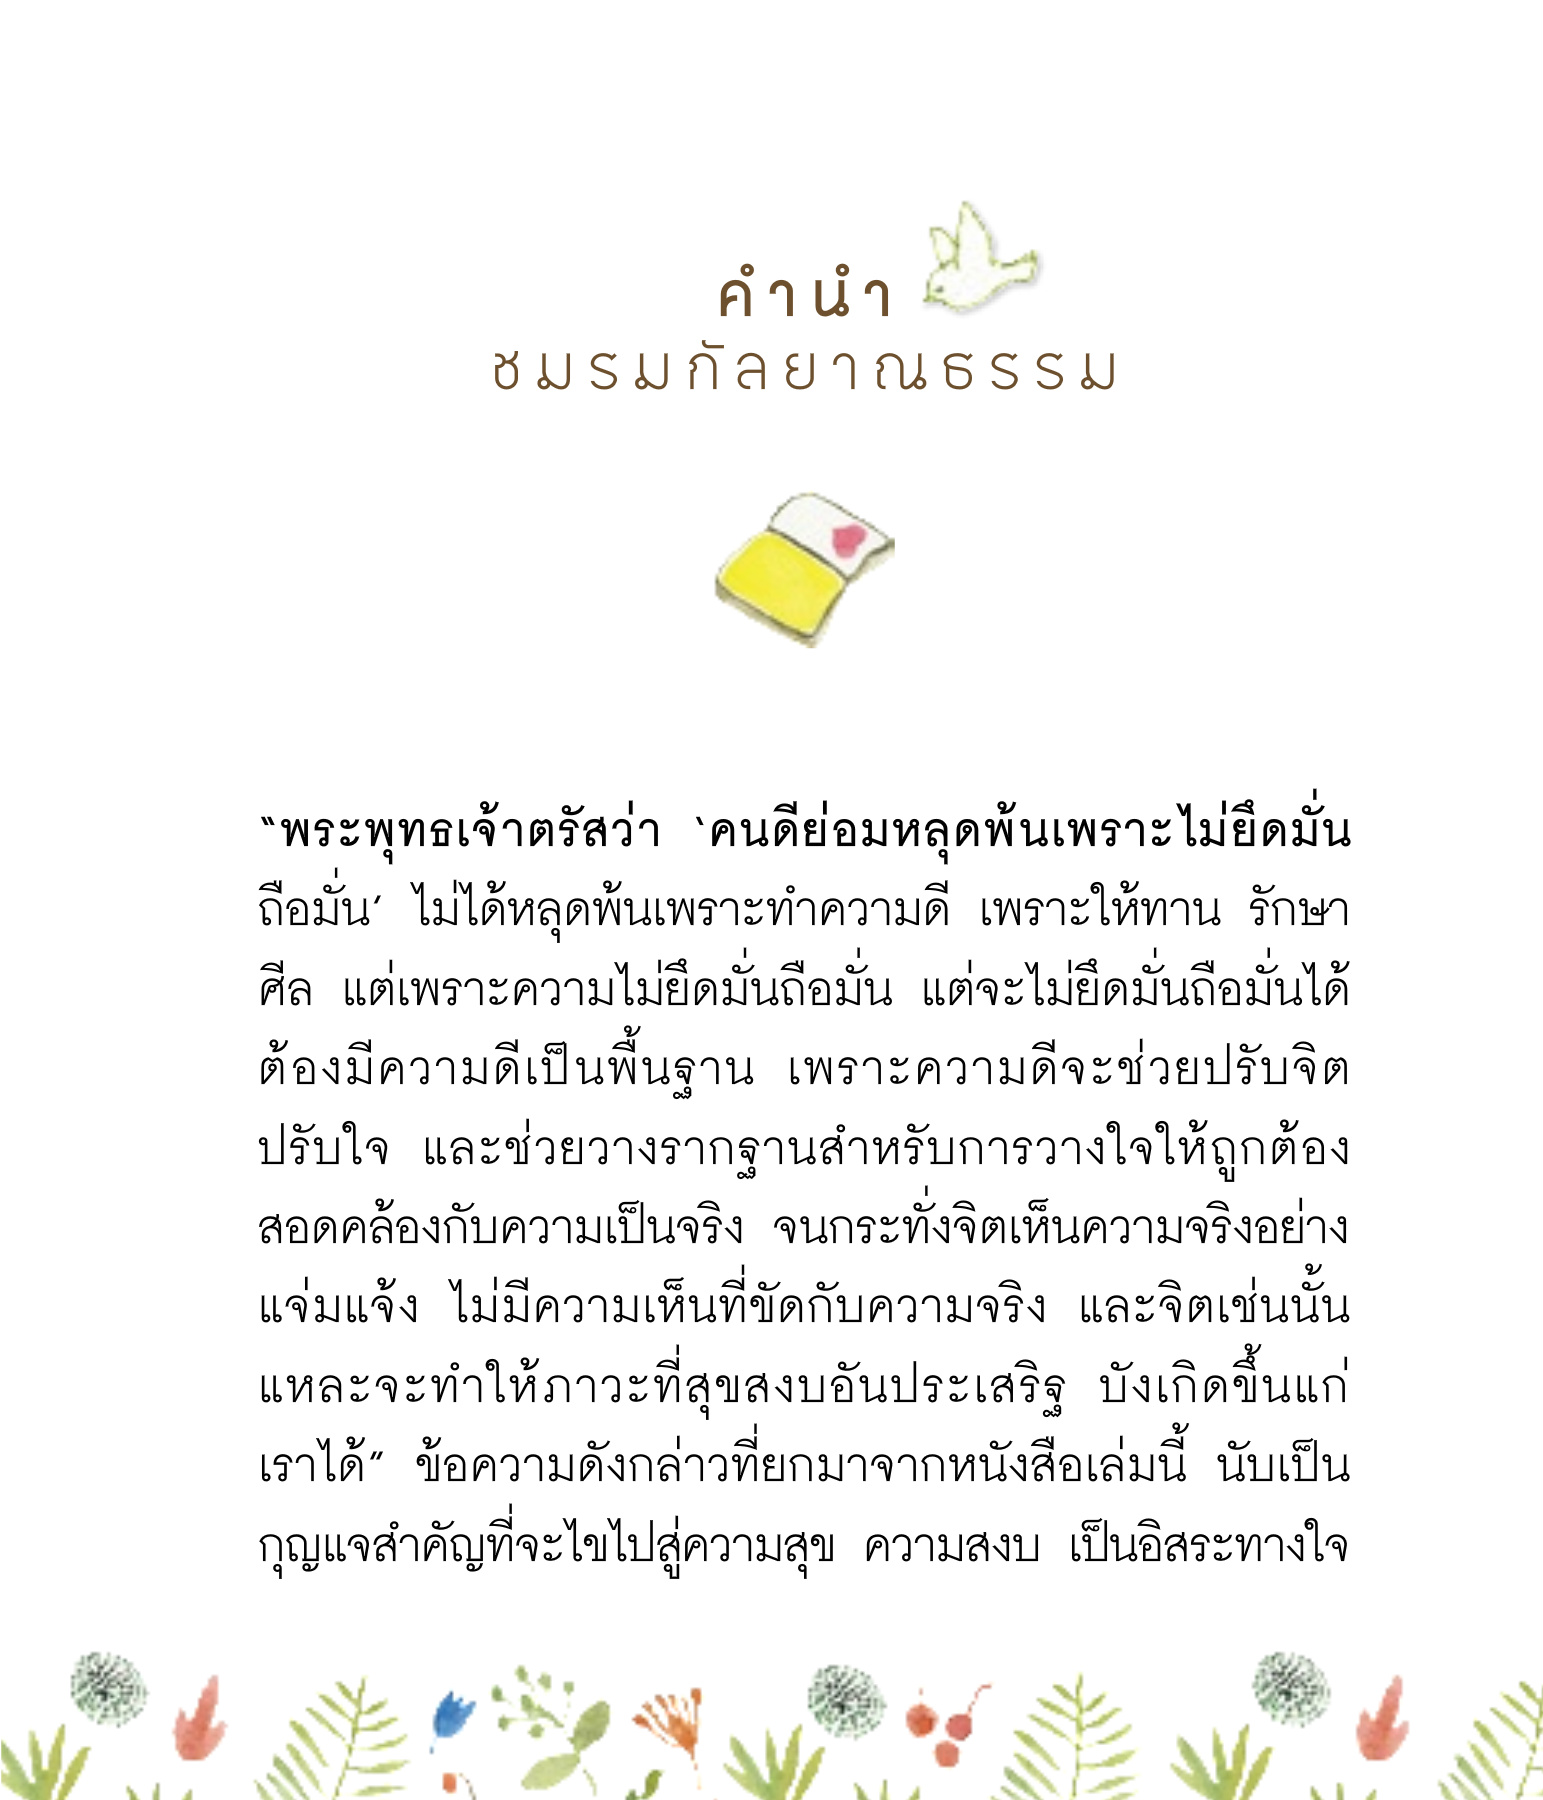 คำนำ
ชมรมกัลยาณธรรม
“พระพุทธเจ้าตรัสว่า ‘คนดีย่อมหลุดพ้นเพราะไม่ยึดมั่น
ถือมั่น’ ไม่ได้หลุดพ้นเพราะทำความดี เพราะให้ทาน รักษา
ศีล แต่เพราะความไม่ยึดมั่นถือมั่น แต่จะไม่ยึดมั่นถือมั่นได้
ต้องมีความดีเป็นพื้นฐาน เพราะความดีจะช่วยปรับจิต
ปรับใจ และช่วยวางรากฐานสำหรับการวางใจให้ถูกต้อง
สอดคล้องกับความเป็นจริง จนกระทั่งจิตเห็นความจริงอย่าง
แจ่มแจ้ง ไม่มีความเห็นที่ขัดกับความจริง และจิตเช่นนั้น
แหละจะทำให้ภาวะที่สุขสงบอันประเสริฐ บังเกิดขึ้นแก่
เราได้” ข้อความดังกล่าวที่ยกมาจากหนังสือเล่มนี้ นับเป็น
กุญแจสำคัญที่จะไขไปสู่ความสุข ความสงบ เป็นอิสระทางใจ